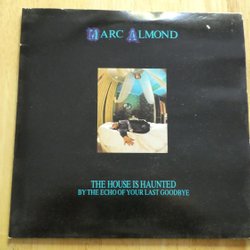 MARC ALMOND
THE HOUSE IS HAUNTED
BY THE ECHO OF YOUR LAST GOODBYE